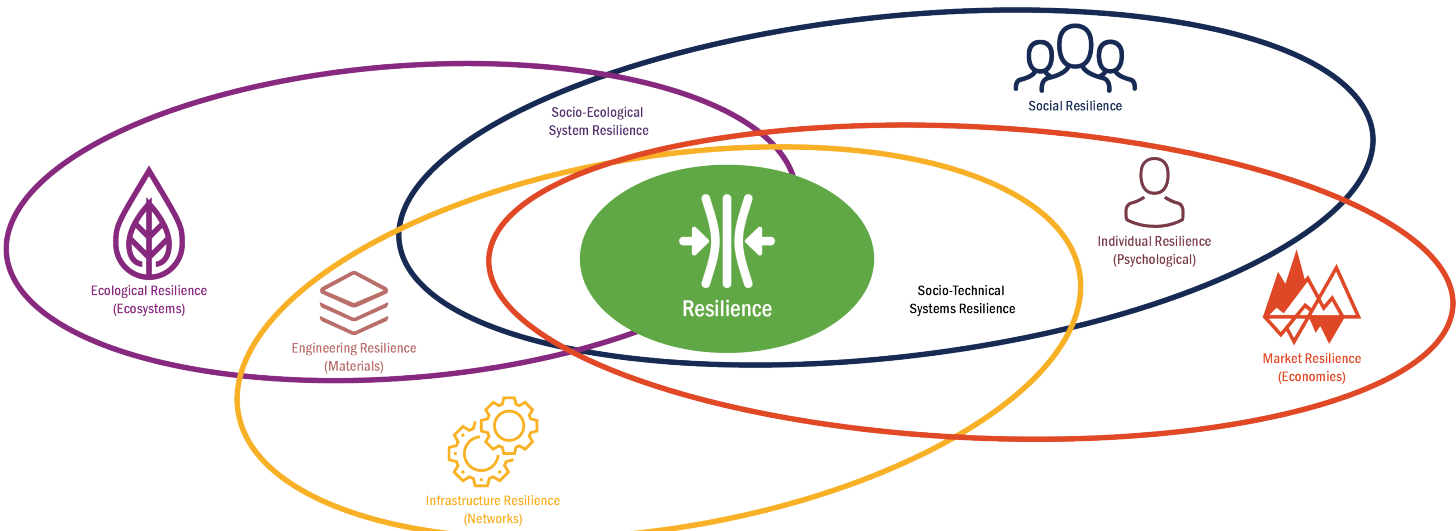 Social Resilience
Socio-Ecological
System Resilience
Individual Resilience
(Psychological)
Ecological Resilience
(Ecosystems)
Resilience
Socio-Technical
Systems Resilience
Engineering Resilience
(Materials)
Market Resilience
(Economies)
Infrastructure Resilience
(Networks)